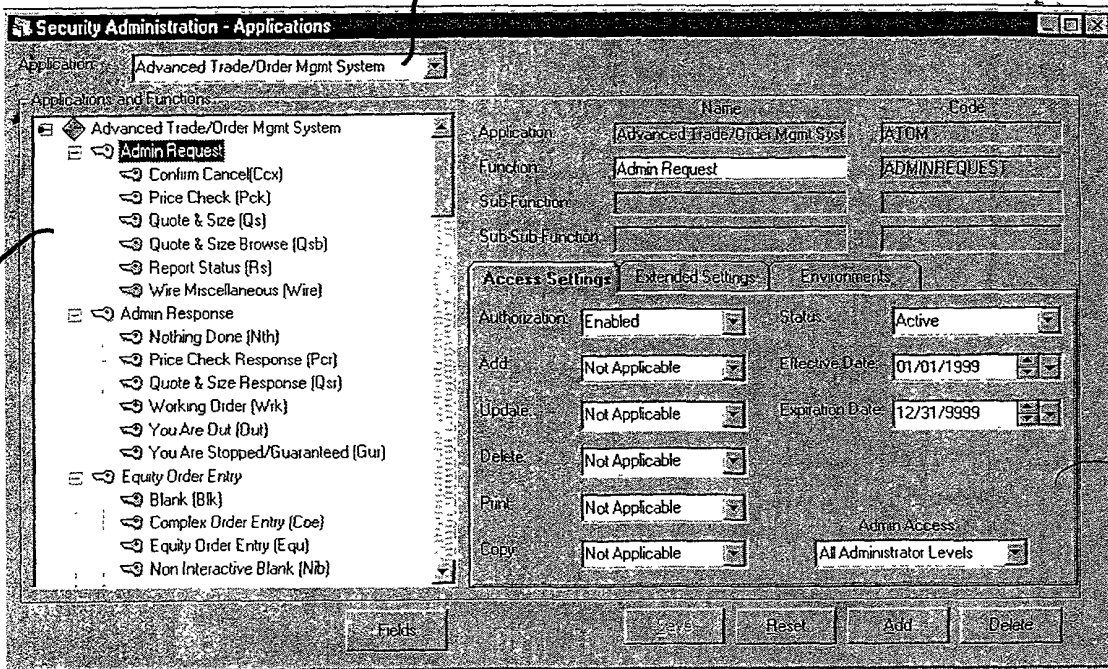 Security Administration - Applications
Application: Advanced Trade/Order Mgmt System
Applications and Functions
Advanced Trade/Order Mgmt System
Admin Request
Confirm Cancel(Ccx)
Price Check (Pck)
Quote & Size (Qs)
Quote & Size Browse (Qsb)
Report Status (Rs)
Wire Miscellaneous (Wire)
Admin Response
Nothing Done (Nth)
Price Check Response (Pcr)
Quote & Size Response (Qsr)
Working Order (Wrk)
You Are Out (Out)
You Are Stopped/Guaranteed (Gur)
Equity Order Entry
Blank (Blk)
Complex Order Entry (Coe)
Equity Order Entry (Equ)
Non Interactive Blank (Nib)
Name Code
Application: Advanced Trade/Order Mgmt Syst ATOM
Function: Admin Request ADMINREQUEST
Sub-Function:
Sub-Sub-Function:
Access Settings Extended Settings Environments
Authorization: Enabled Status: Active
Add: Not Applicable Effective Date: 01/01/1999
Update: Not Applicable Expiration Date: 12/31/9999
Delete: Not Applicable
Print: Not Applicable
Copy: Not Applicable
Admin Access:
All Administrator Levels
Fields Save Reset Add Delete